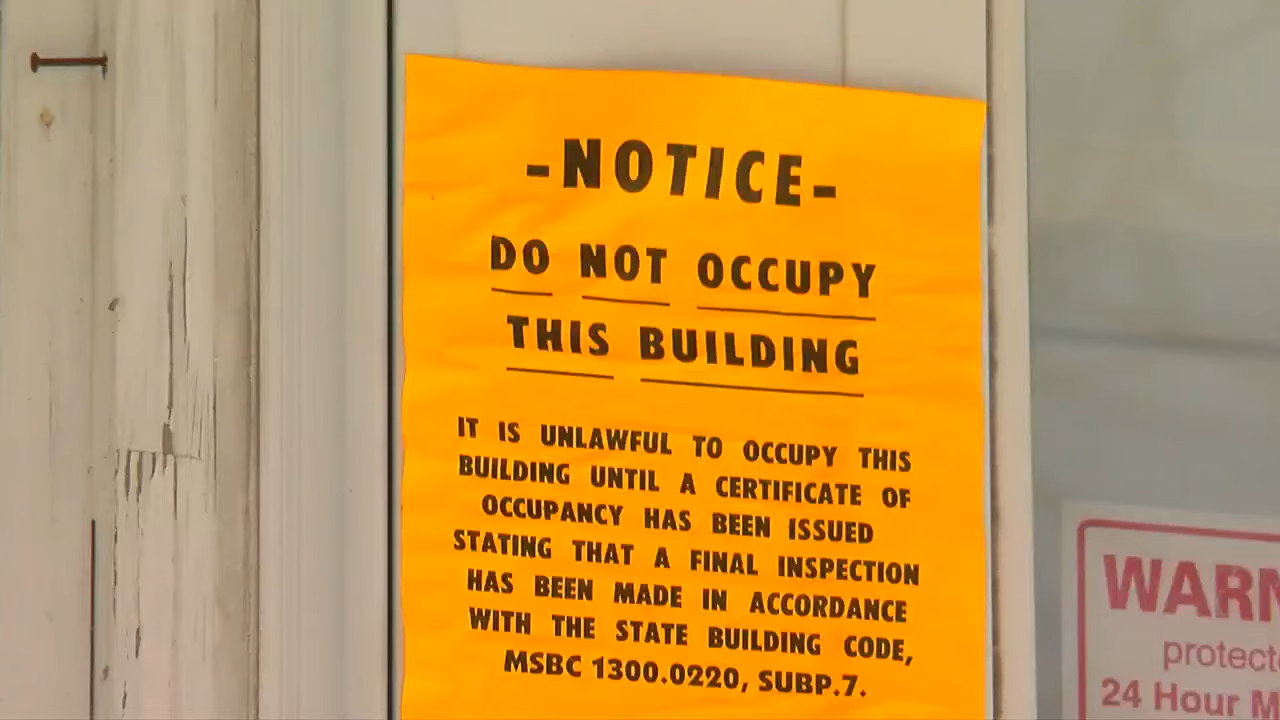 -NOTICE-
DO NOT OCCUPY
THIS BUILDING
IT IS UNLAWFUL TO OCCUPY THIS
BUILDING UNTIL A CERTIFICATE OF
OCCUPANCY HAS BEEN ISSUED
STATING THAT A FINAL INSPECTION
HAS BEEN MADE IN ACCORDANCE
WITH THE STATE BUILDING CODE,
MSBC 1300.0220, SUBP.7.
24 Hour